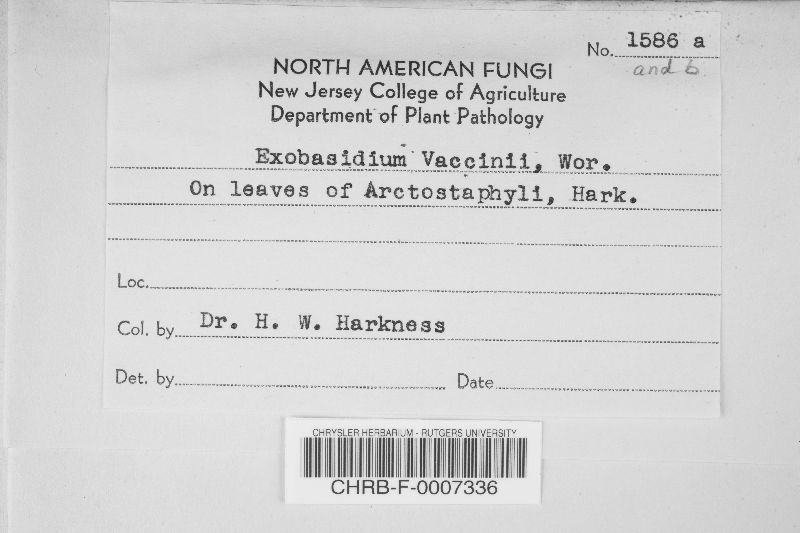 No. 1586 a
and b
NORTH AMERICAN FUNGI
New Jersey College of Agriculture
Department of Plant Pathology
Exobasidium Vaccinii, Wor.
On leaves of Arctostaphyli, Hark.
Loc.
Col. by Dr. H. W. Harkness
Det. by Date
CHRYSLER HERBARIUM - RUTGERS UNIVERSITY
CHRB-F-0007336